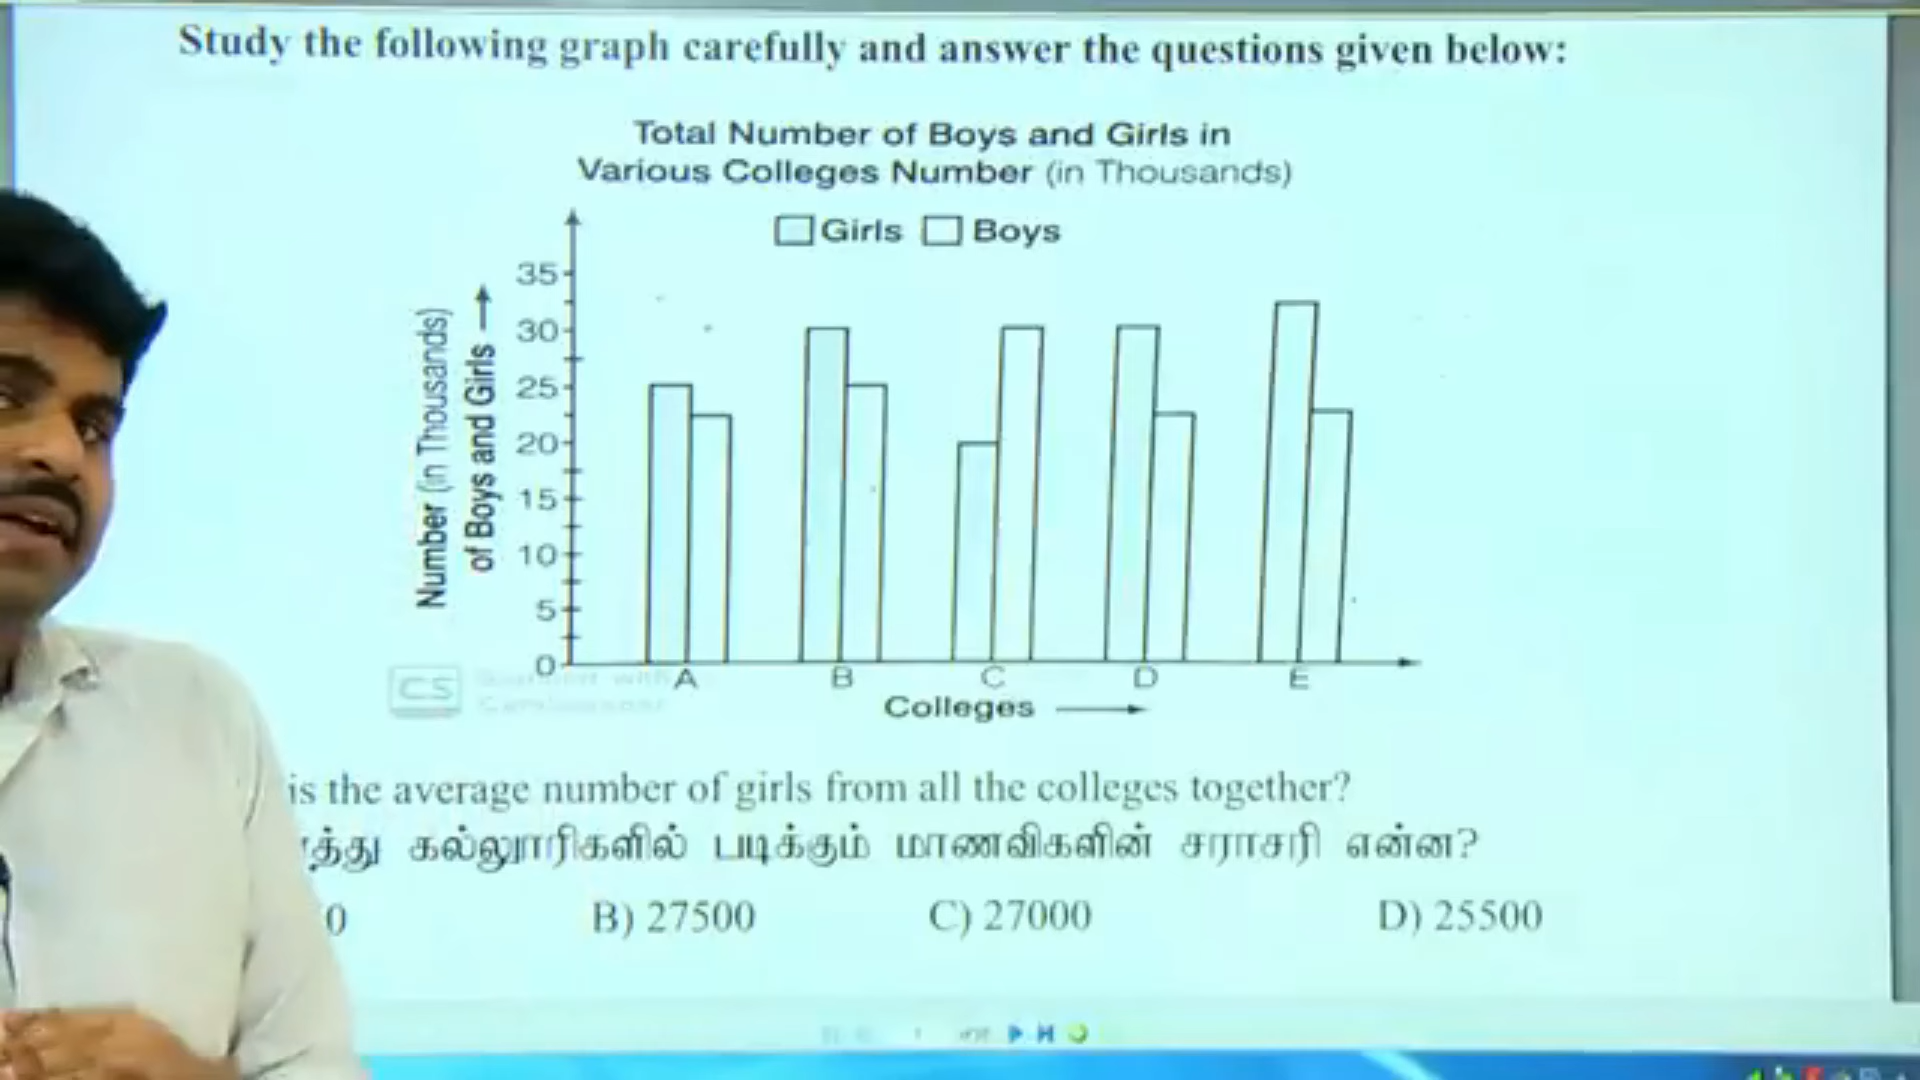 Study the following graph carefully and answer the questions given below:
Total Number of Boys and Girls in
Various Colleges Number (in Thousands)
Girls Boys
35
30
25
20
15
10
5
0
Number (in Thousands)
of Boys and Girls
A B C D E
Colleges
CS
is the average number of girls from all the colleges together?
கல்லூரிகளில் படிக்கும் மாணவிகளின் சராசரி என்ன?
0 B) 27500 C) 27000 D) 25500